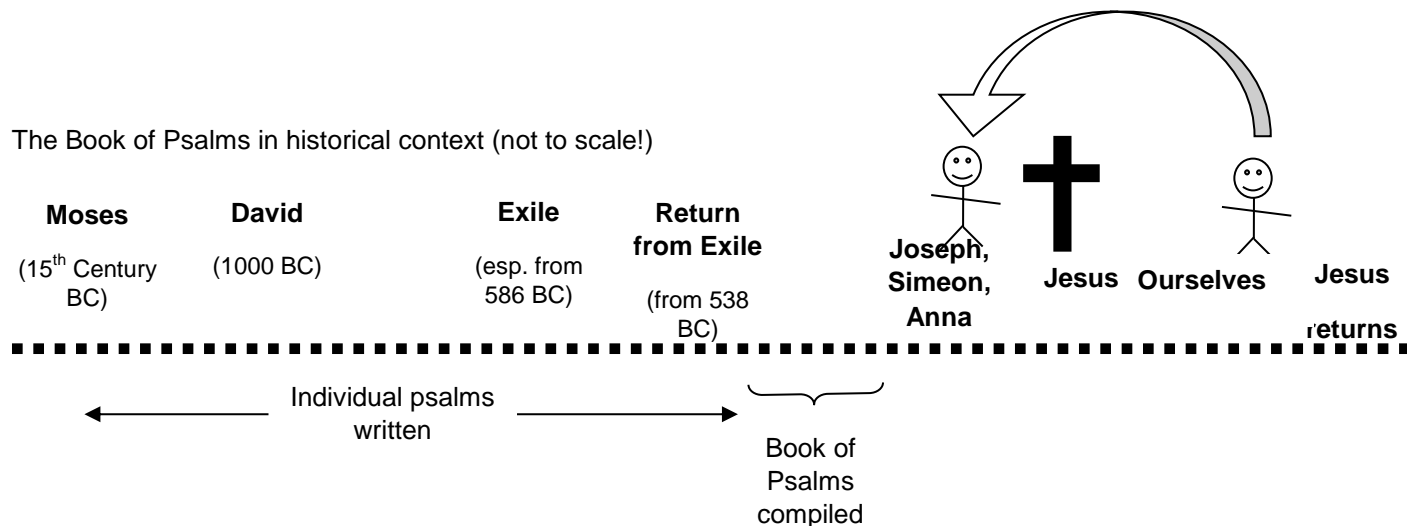 The Book of Psalms in historical context (not to scale!)
Moses
(15th Century
BC)
David
(1000 BC)
Exile
(esp. from
586 BC)
Return
from Exile
(from 538
BC)
Joseph,
Simeon,
Anna
Jesus
Ourselves
Jesus
returns
Individual psalms
written
Book of
Psalms
compiled